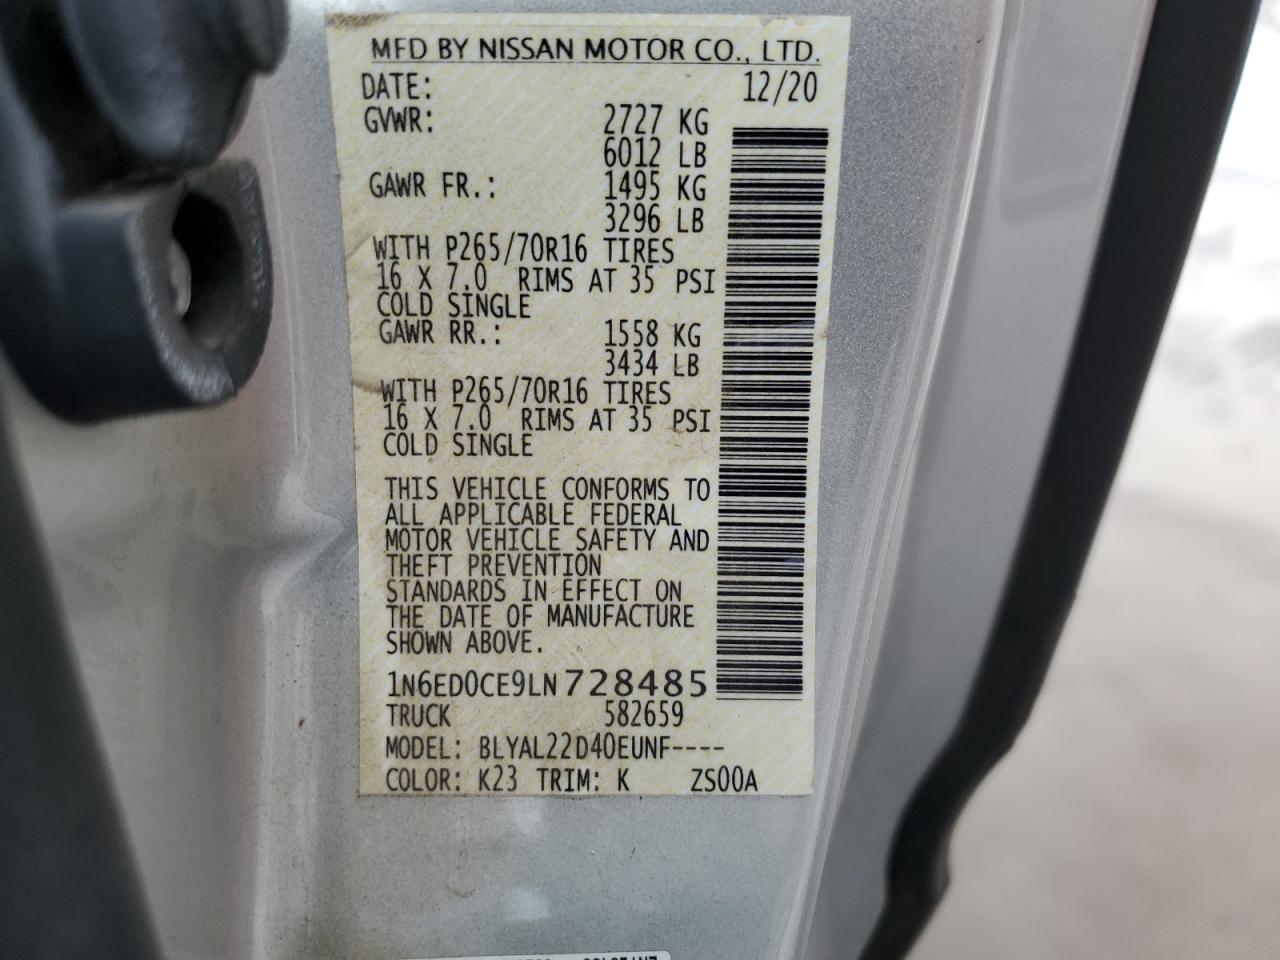 MFD BY NISSAN MOTOR CO., LTD.
DATE: 12/20
GVWR: 2727 KG
6012 LB
GAWR FR.: 1495 KG
3296 LB
WITH P265/70R16 TIRES
16 X 7.0 RIMS AT 35 PSI
COLD SINGLE
GAWR RR.: 1558 KG
3434 LB
WITH P265/70R16 TIRES
16 X 7.0 RIMS AT 35 PSI
COLD SINGLE
THIS VEHICLE CONFORMS TO
ALL APPLICABLE FEDERAL
MOTOR VEHICLE SAFETY AND
THEFT PREVENTION
STANDARDS IN EFFECT ON
THE DATE OF MANUFACTURE
SHOWN ABOVE.
1N6ED0CE9LN728485
TRUCK 582659
MODEL: BLYAL22D40EUNF----
COLOR: K23 TRIM: K ZS00A